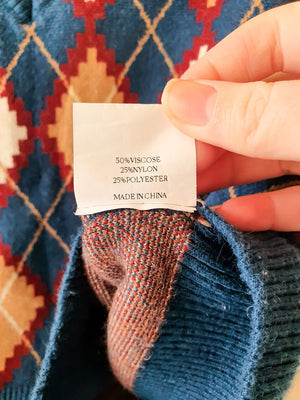 50%VISCOSE
25%NYLON
25%POLYESTER
MADE IN CHINA